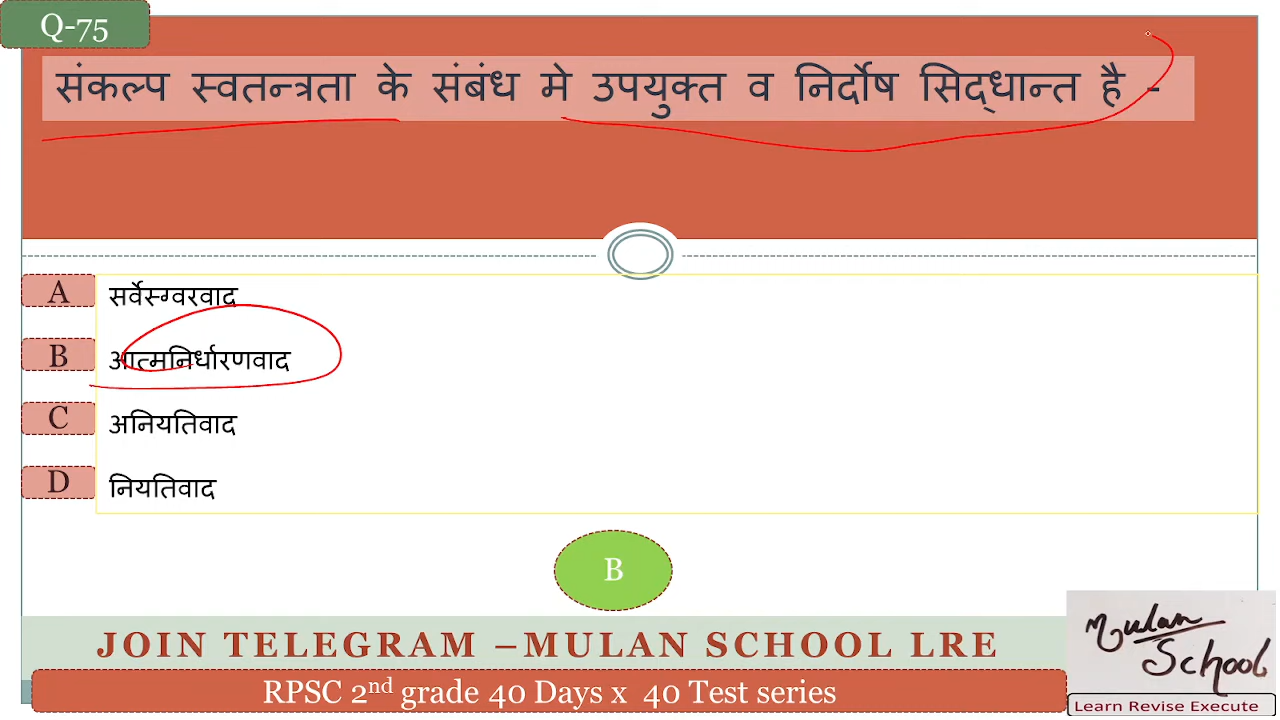 Q-75
संकल्प स्वतन्त्रता के संबंध मे उपयुक्त व निर्दोष सिद्धान्त है -
A सर्वेस्ग्वरवाद
B आत्मनिर्धारणवाद
C अनियतिवाद
D नियतिवाद
B
JOIN TELEGRAM –MULAN SCHOOL LRE
RPSC 2nd grade 40 Days x 40 Test series
Mulan
School
Learn Revise Execute